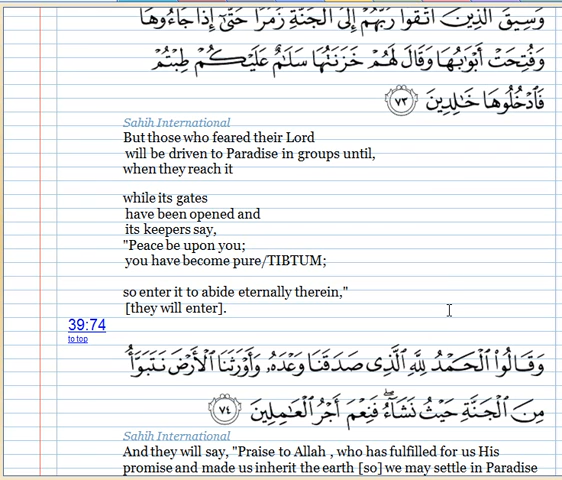 وَسِيقَ الَّذِينَ اتَّقَوْا رَبَّهُمْ إِلَى الْجَنَّةِ زُمَرًا حَتَّىٰ إِذَا جَاءُوهَا
وَفُتِحَتْ أَبْوَابُهَا وَقَالَ لَهُمْ خَزَنَتُهَا سَلَامٌ عَلَيْكُمْ طِبْتُمْ
فَادْخُلُوهَا خَالِدِينَ ٧٣
Sahih International
But those who feared their Lord
will be driven to Paradise in groups until,
when they reach it
while its gates
have been opened and
its keepers say,
"Peace be upon you;
you have become pure/TIBTUM;
so enter it to abide eternally therein,"
[they will enter].
39:74
to top
وَقَالُوا الْحَمْدُ لِلَّهِ الَّذِي صَدَقَنَا وَعْدَهُ وَأَوْرَثَنَا الْأَرْضَ نَتَبَوَّأُ
مِنَ الْجَنَّةِ حَيْثُ نَشَاءُ ۖ فَنِعْمَ أَجْرُ الْعَامِلِينَ ٧٤
Sahih International
And they will say, "Praise to Allah , who has fulfilled for us His
promise and made us inherit the earth [so] we may settle in Paradise